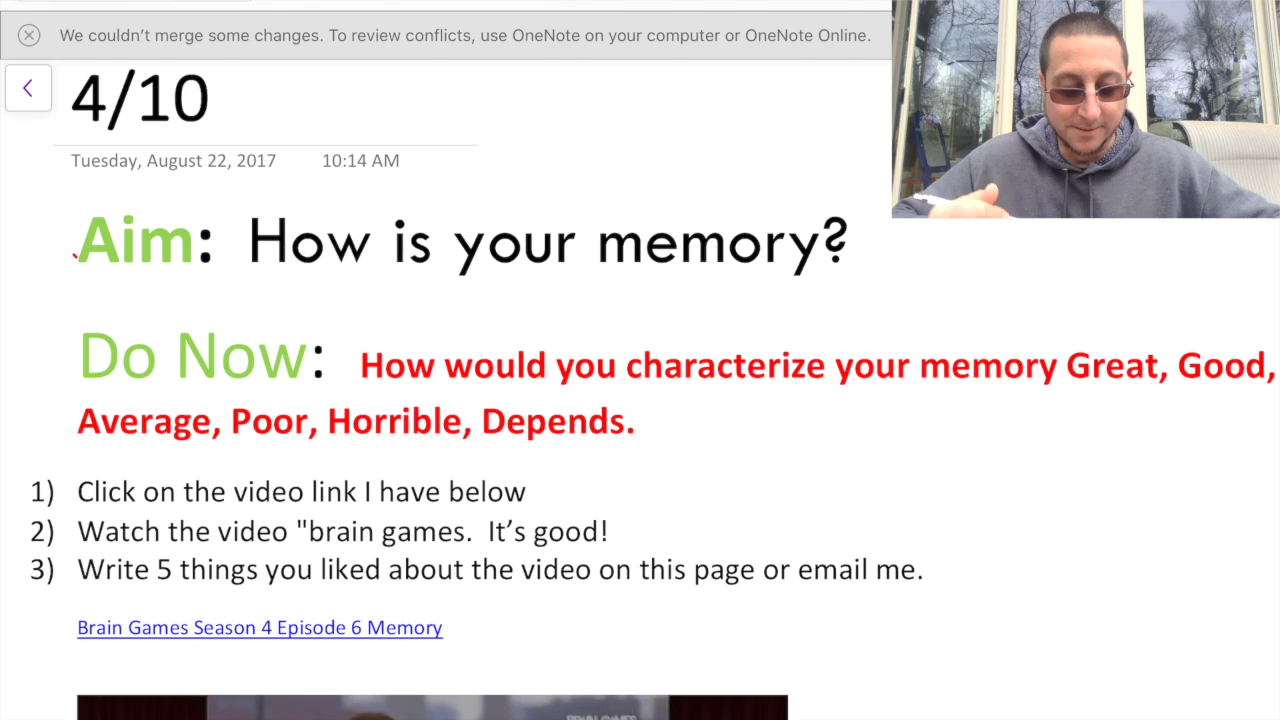 We couldn't merge some changes. To review conflicts, use OneNote on your computer or OneNote Online.
4/10
Tuesday, August 22, 2017 10:14 AM
Aim: How is your memory?
Do Now: How would you characterize your memory Great, Good,
Average, Poor, Horrible, Depends.
1) Click on the video link I have below
2) Watch the video "brain games. It's good!
3) Write 5 things you liked about the video on this page or email me.
Brain Games Season 4 Episode 6 Memory
BRAIN GAMES